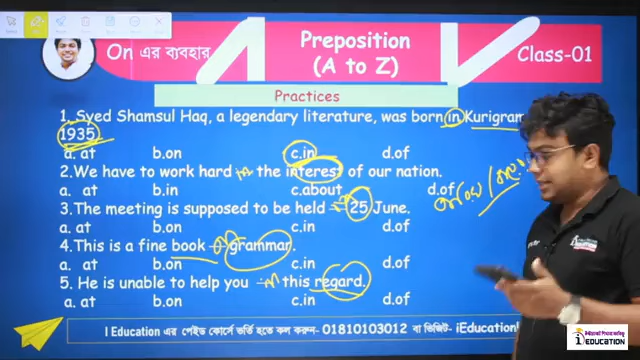 On এর ব্যবহার
Preposition
(A to Z)
Class-01
Practices
1. Syed Shamsul Haq, a legendary literature, was born in Kurigram
1935
a. at b.on c.in d.of
2.We have to work hard in the interest of our nation.
a. at b.in c.about d.of
3. The meeting is supposed to be held 25 June.
a. at b.on c.in d.of
4.This is a fine book grammar.
a. at b.on c.in d.of
5. He is unable to help you this regard.
a. at b.on c.in d.of
I Education এর পেইড কোর্সে ভর্তি হতে কল করুন- 01810103012 বা ভিজিট- iEducation
EDUCATION